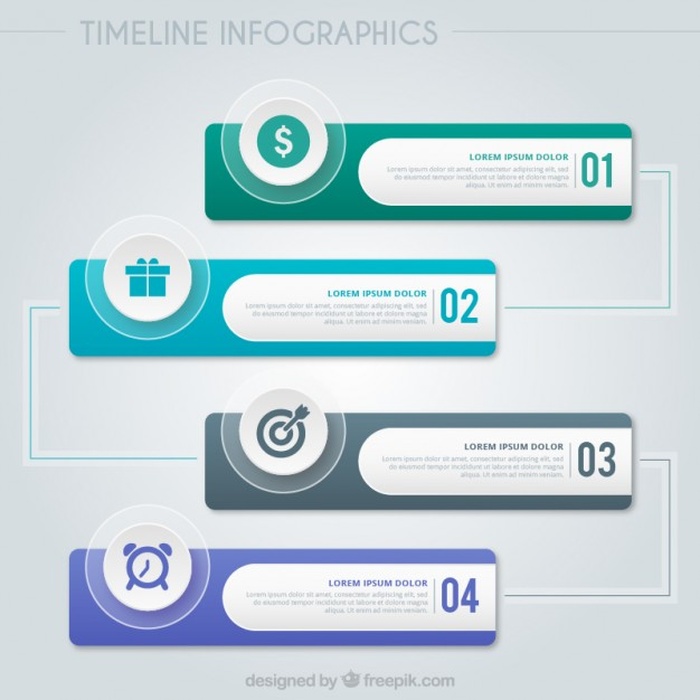 TIMELINE INFOGRAPHICS
LOREM IPSUM DOLOR
Lorem ipsum dolor sit amet, consectetur adipiscing elit, sed
do eiusmod tempor incididunt ut labore et dolore magna
aliqua. Ut enim ad minim veniam.
01
LOREM IPSUM DOLOR
Lorem ipsum dolor sit amet, consectetur adipiscing elit, sed
do eiusmod tempor incididunt ut labore et dolore magna
aliqua. Ut enim ad minim veniam.
02
LOREM IPSUM DOLOR
Lorem ipsum dolor sit amet, consectetur adipiscing elit, sed
do eiusmod tempor incididunt ut labore et dolore magna
aliqua. Ut enim ad minim veniam.
03
LOREM IPSUM DOLOR
Lorem ipsum dolor sit amet, consectetur adipiscing elit, sed
do eiusmod tempor incididunt ut labore et dolore magna
aliqua. Ut enim ad minim veniam.
04
designed by freepik.com